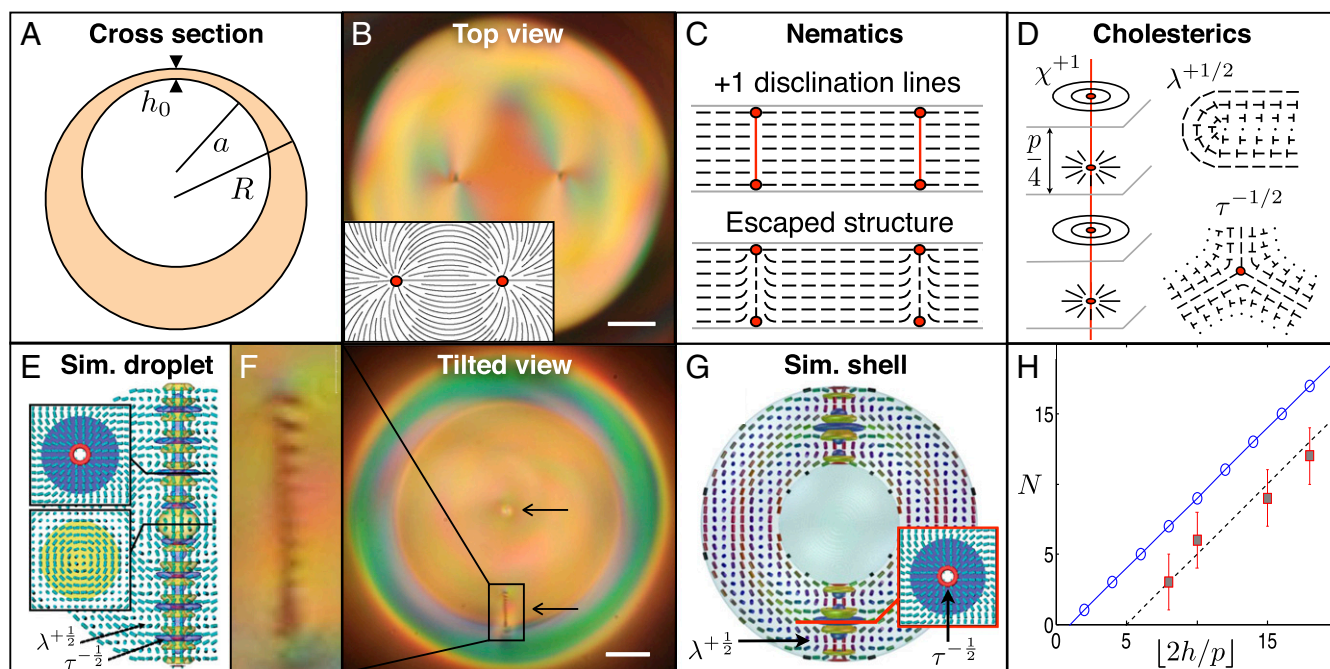 A Cross section
h₀
a
R
B Top view
C Nematics
+1 disclination lines
Escaped structure
D Cholesterics
χ⁺¹
λ⁺¹/²
p/4
τ⁻¹/²
E Sim. droplet
λ⁺¹/²
τ⁻¹/²
F Tilted view
G Sim. shell
λ⁺¹/²
τ⁻¹/²
H
15
N
5
0
0
5
15
⌊2h/p⌋